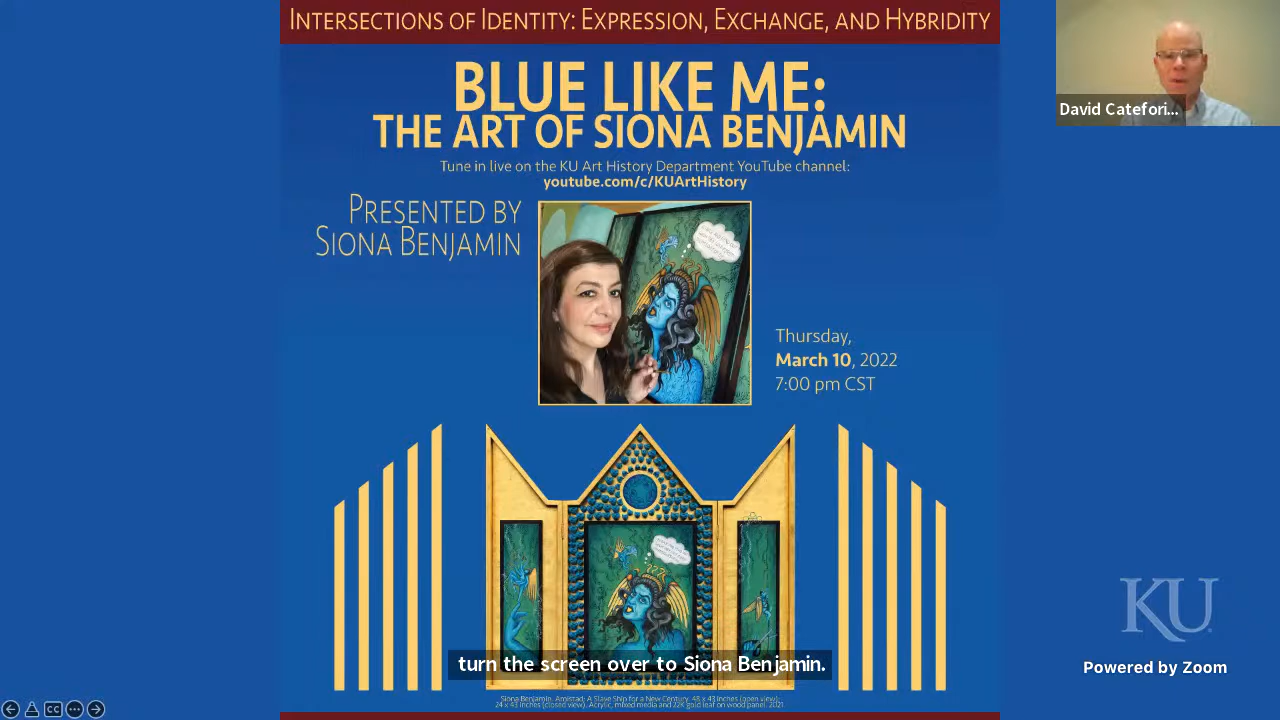 INTERSECTIONS OF IDENTITY: EXPRESSION, EXCHANGE, AND HYBRIDITY
BLUE LIKE ME:
THE ART OF SIONA BENJAMIN
Tune in live on the KU Art History Department YouTube channel:
youtube.com/c/KUArtHistory
PRESENTED BY
SIONA BENJAMIN
Thursday,
March 10, 2022
7:00 pm CST
David Catefori...
turn the screen over to Siona Benjamin.
Siona Benjamin. Amistad: A Slave Ship for a New Century. 48 x 43 inches (open view);
24 x 43 inches (closed view). Acrylic, mixed media and 22K gold leaf on wood panel. 2021.
KU
Powered by Zoom
CC